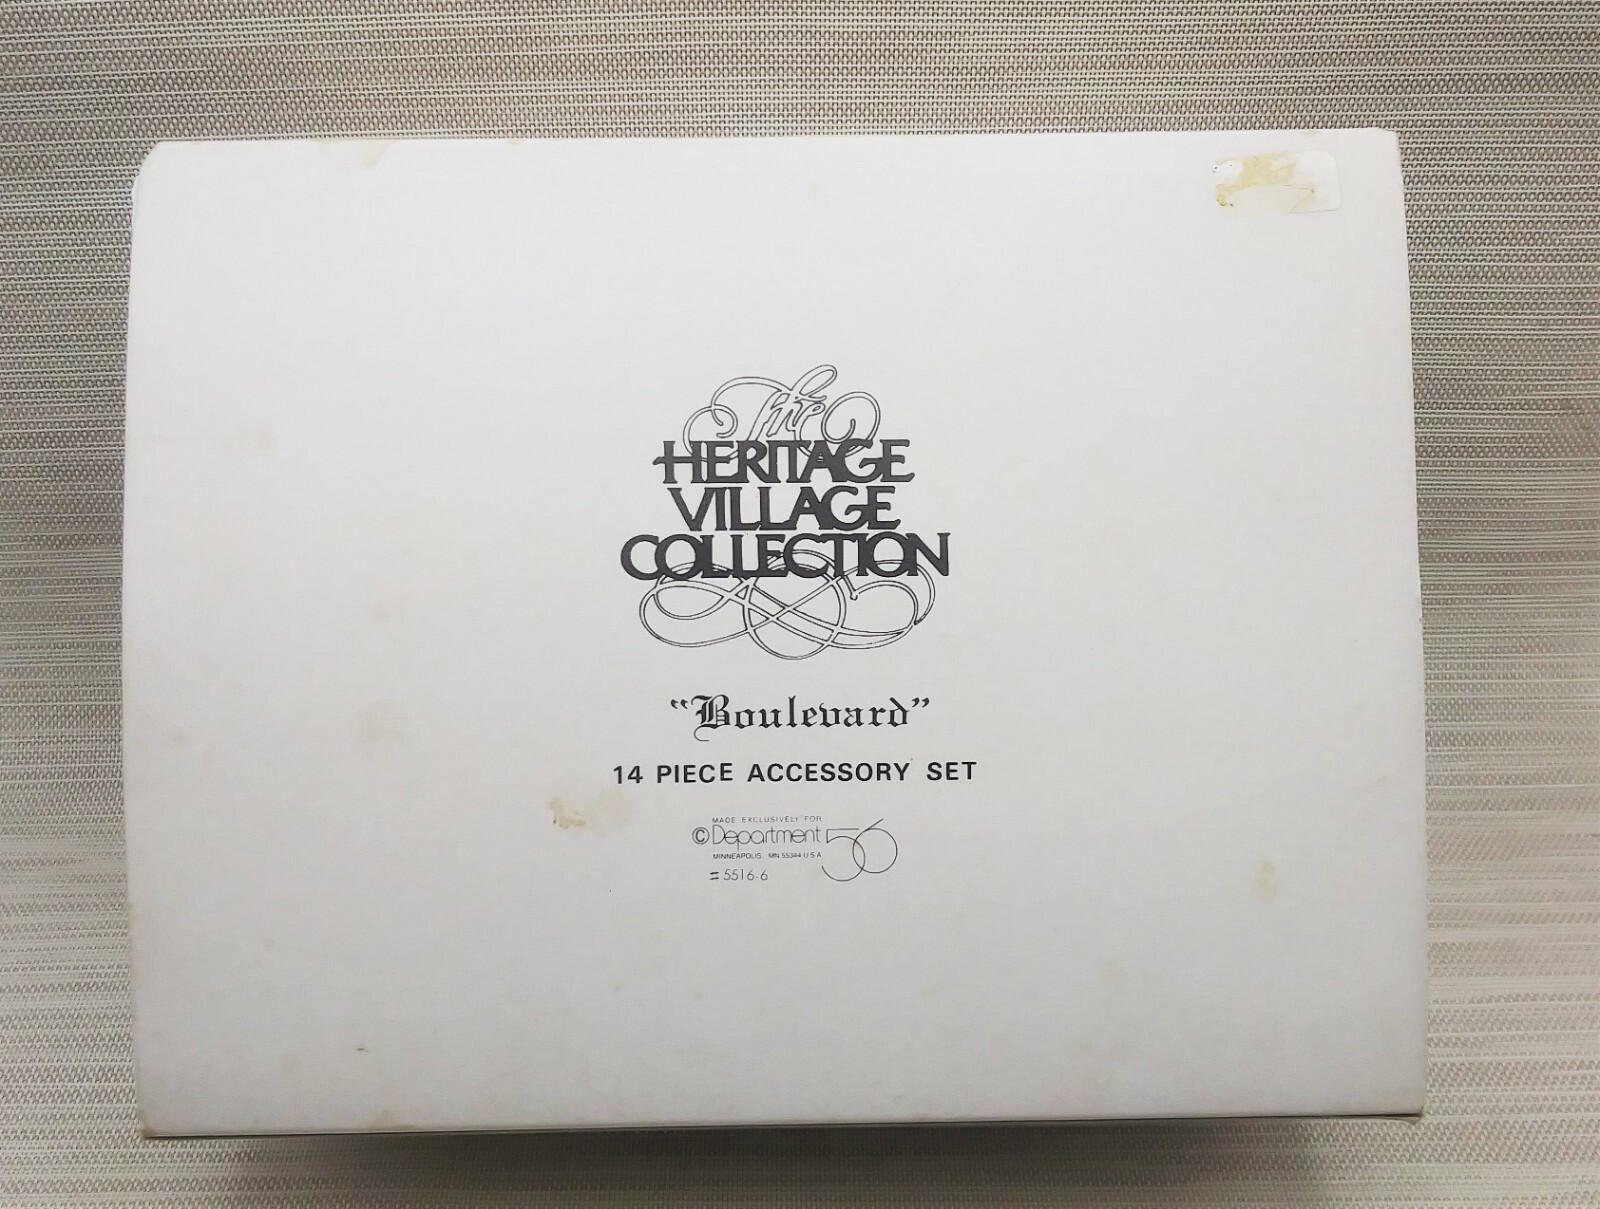 The
HERITAGE
VILLAGE
COLLECTION
"Boulevard"
14 PIECE ACCESSORY SET
MADE EXCLUSIVELY FOR
© Department 56
MINNEAPOLIS MN 55344 U S A
# 5516-6